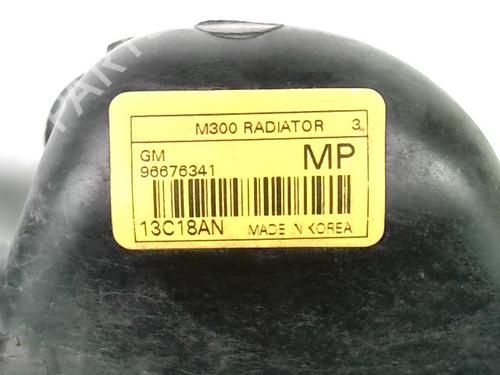 M300 RADIATOR 3
GM MP
96676341
13C18AN MADE IN KOREA